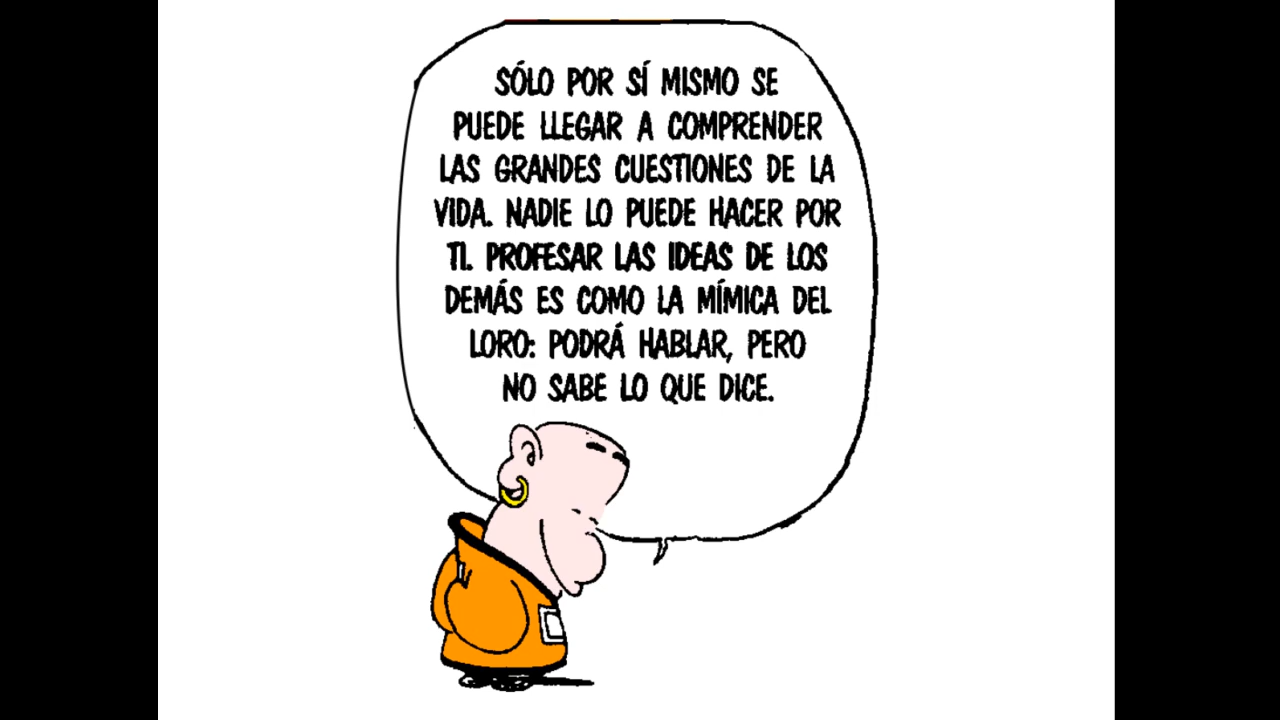 SÓLO POR SÍ MISMO SE
PUEDE LLEGAR A COMPRENDER
LAS GRANDES CUESTIONES DE LA
VIDA. NADIE LO PUEDE HACER POR
TI. PROFESAR LAS IDEAS DE LOS
DEMÁS ES COMO LA MÍMICA DEL
LORO: PODRÁ HABLAR, PERO
NO SABE LO QUE DICE.